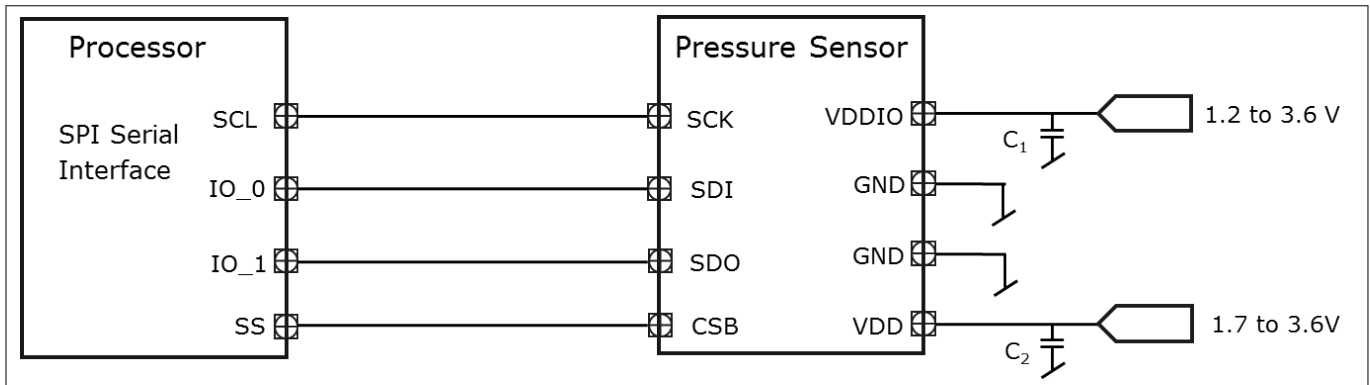 Processor
SPI Serial
Interface
SCL
IO_0
IO_1
SS
Pressure Sensor
SCK
SDI
SDO
CSB
VDDIO
GND
GND
VDD
C₁
C₂
1.2 to 3.6 V
1.7 to 3.6V